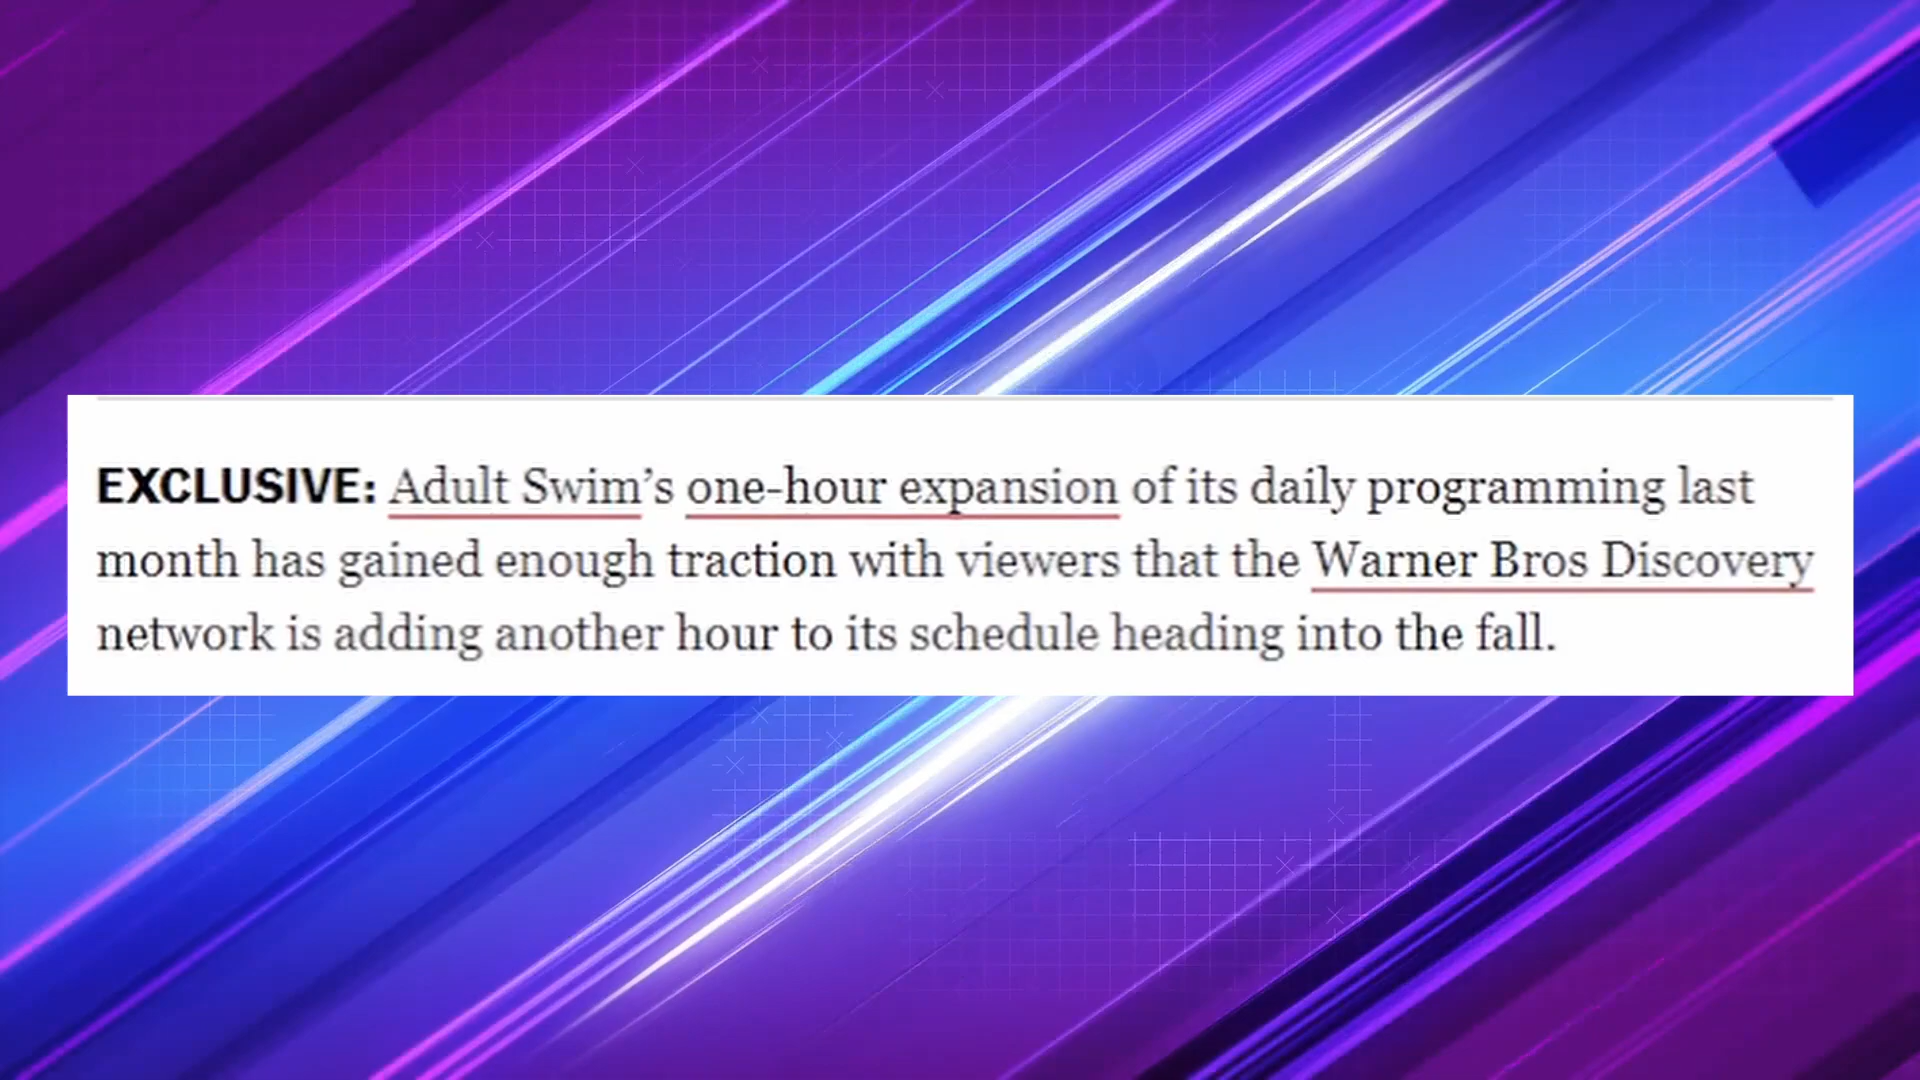 EXCLUSIVE: Adult Swim’s one-hour expansion of its daily programming last
month has gained enough traction with viewers that the Warner Bros Discovery
network is adding another hour to its schedule heading into the fall.